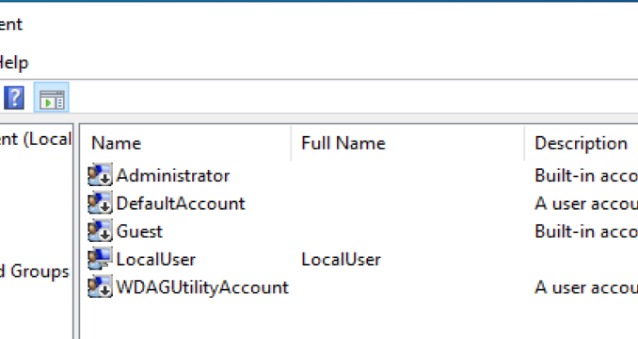 ent
Help
ent (Local
Name Full Name Description
Administrator Built-in acco
DefaultAccount A user accou
Guest Built-in acco
LocalUser LocalUser
d Groups
WDAGUtilityAccount A user accou